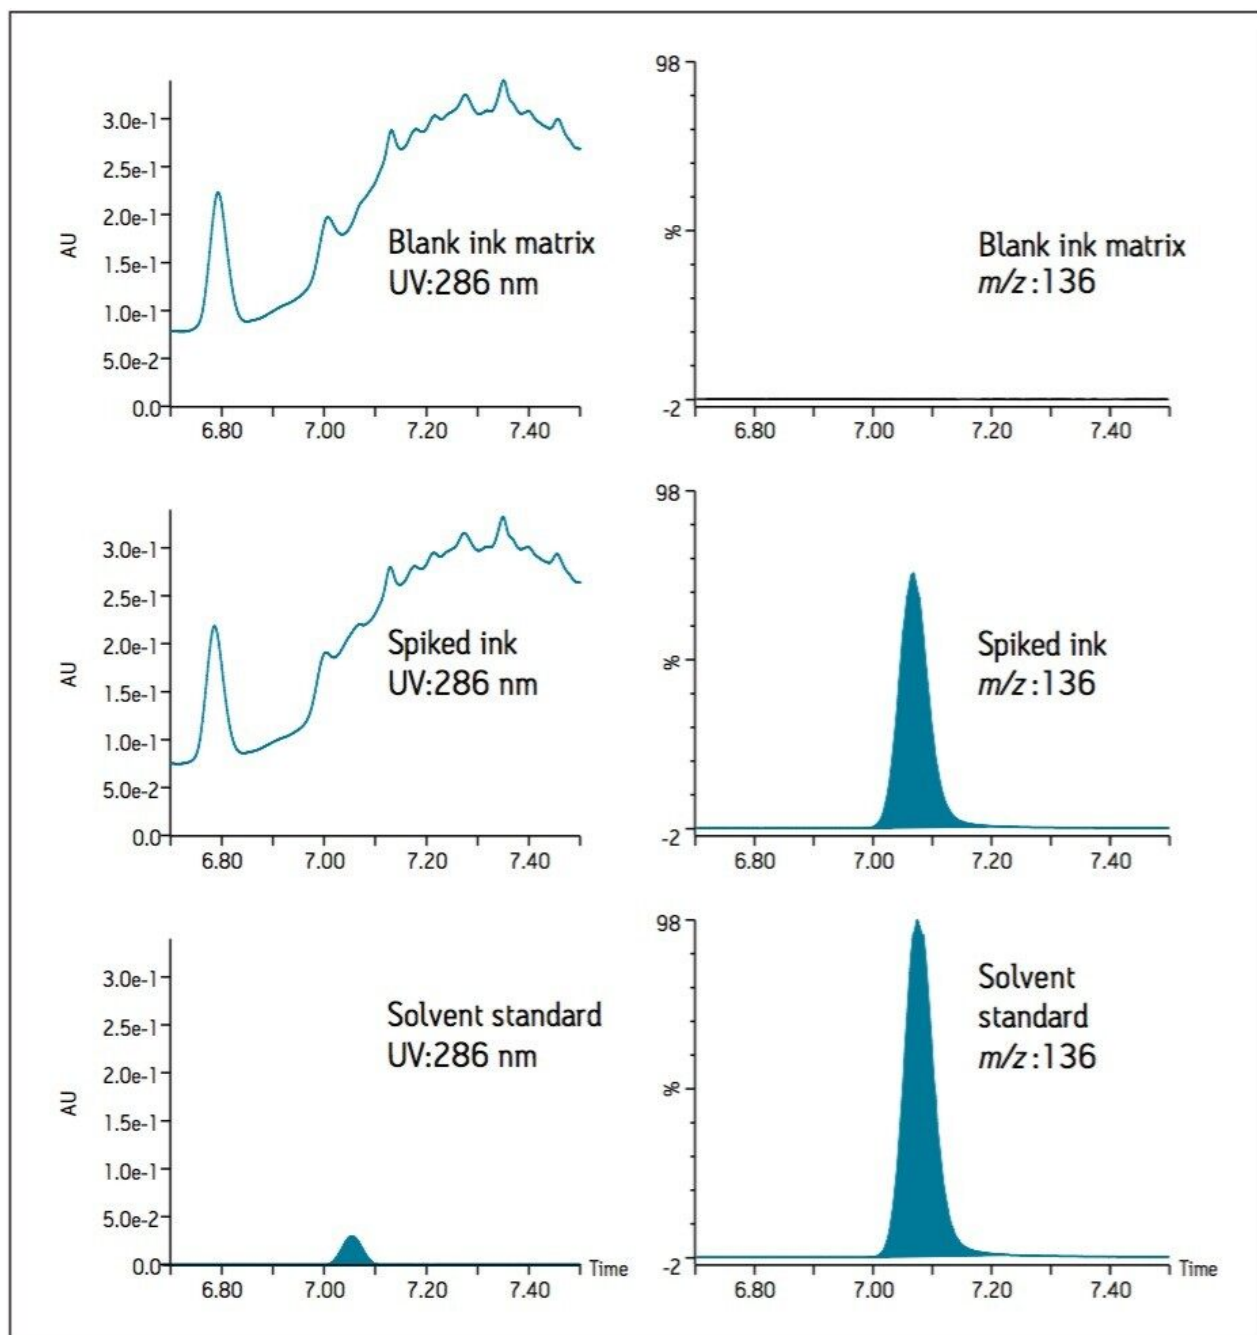 3.0e-1
2.5e-1
2.0e-1
1.5e-1
1.0e-1
5.0e-2
0.0
AU
6.80 7.00 7.20 7.40
Blank ink matrix
UV:286 nm
98
%
-2
6.80 7.00 7.20 7.40
Blank ink matrix
m/z:136
3.0e-1
2.5e-1
2.0e-1
1.5e-1
1.0e-1
5.0e-2
0.0
AU
6.80 7.00 7.20 7.40
Spiked ink
UV:286 nm
98
%
-2
6.80 7.00 7.20 7.40
Spiked ink
m/z:136
3.0e-1
2.5e-1
2.0e-1
1.5e-1
1.0e-1
5.0e-2
0.0
AU
Time
6.80 7.00 7.20 7.40
Solvent standard
UV:286 nm
98
%
-2
Time
6.80 7.00 7.20 7.40
Solvent
standard
m/z:136